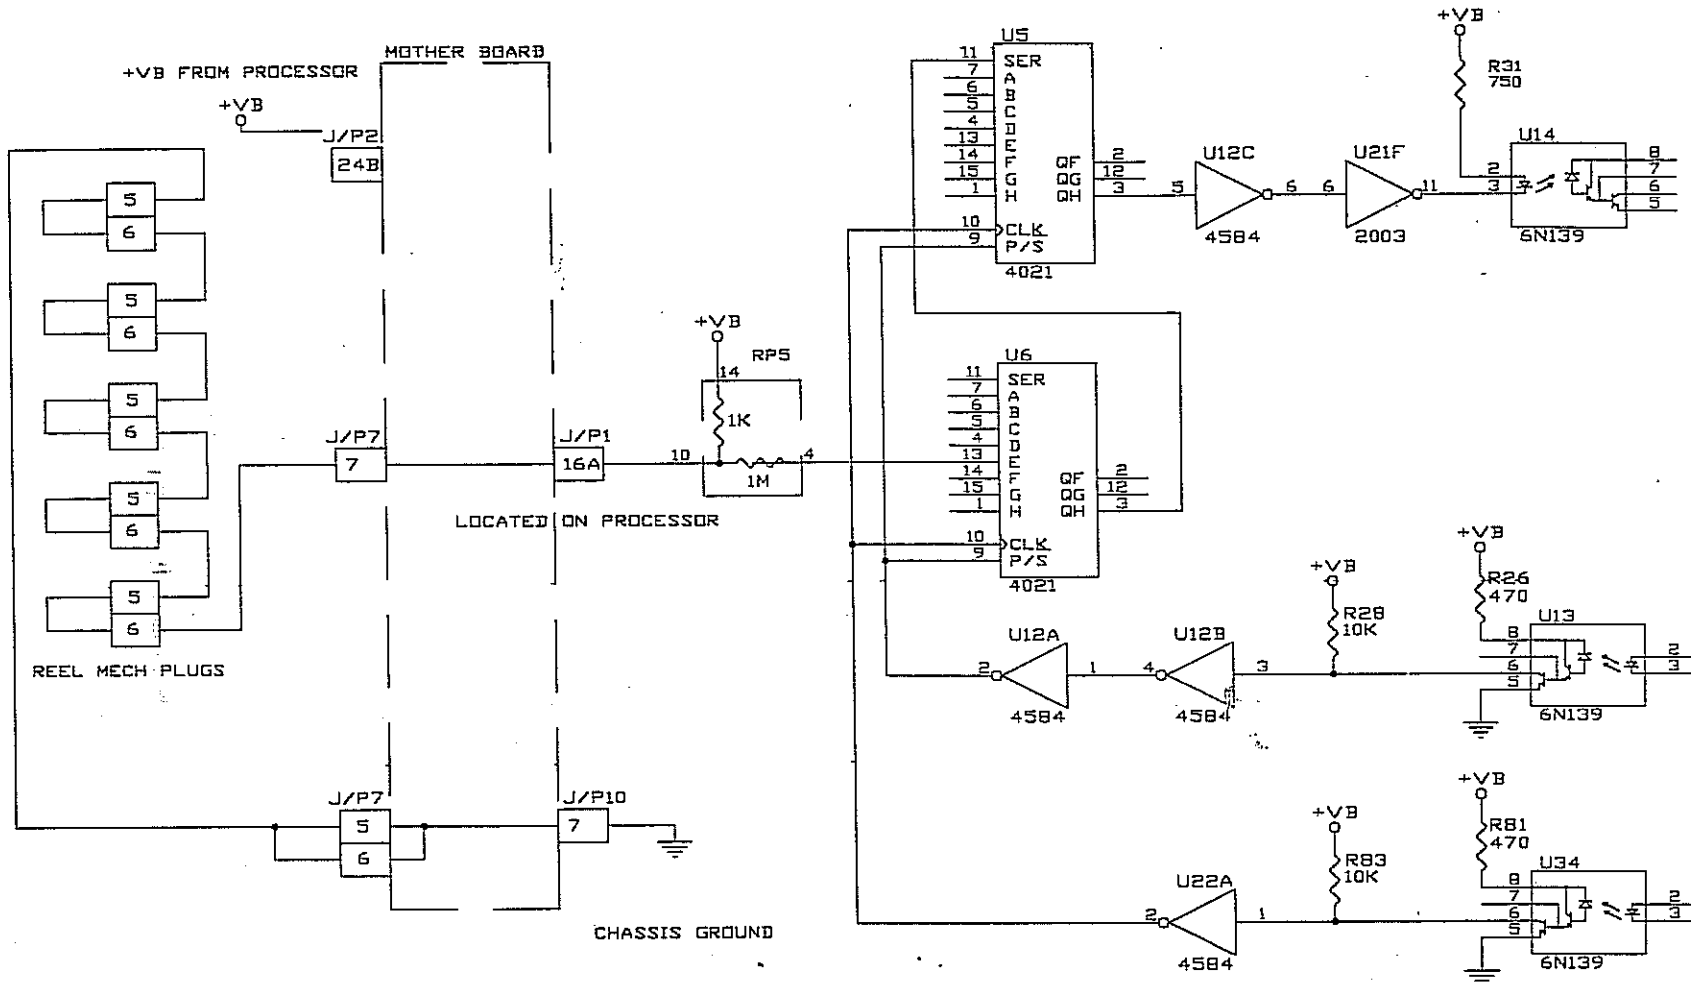 MOTHER BOARD
+VB FROM PROCESSOR
+VB
J/P2
24B
5
6
5
6
5
6
5
6
5
6
REEL MECH PLUGS
J/P7
7
J/P1
16A
LOCATED ON PROCESSOR
J/P7
5
6
J/P10
7
CHASSIS GROUND
+VB
RP5
14
1K
10
4
1M
U5
11 SER
7 A
6 B
5 C
4 D
13 E
14 F
15 G
1 H
10 CLK
9 P/S
QF 2
QG 12
QH 3
4021
U12C
5
6
4584
U21F
6
11
2003
+VB
R31
750
U14
2
3
8
7
6
5
6N139
U6
11 SER
7 A
6 B
5 C
4 D
13 E
14 F
15 G
1 H
10 CLK
9 P/S
QF 2
QG 12
QH 3
4021
U12A
2
1
4584
U12B
4
3
4584
+VB
R28
10K
+VB
R26
470
U13
8
7
6
5
2
3
6N139
U22A
2
1
4584
+VB
R83
10K
+VB
R81
470
U34
8
7
6
5
2
3
6N139